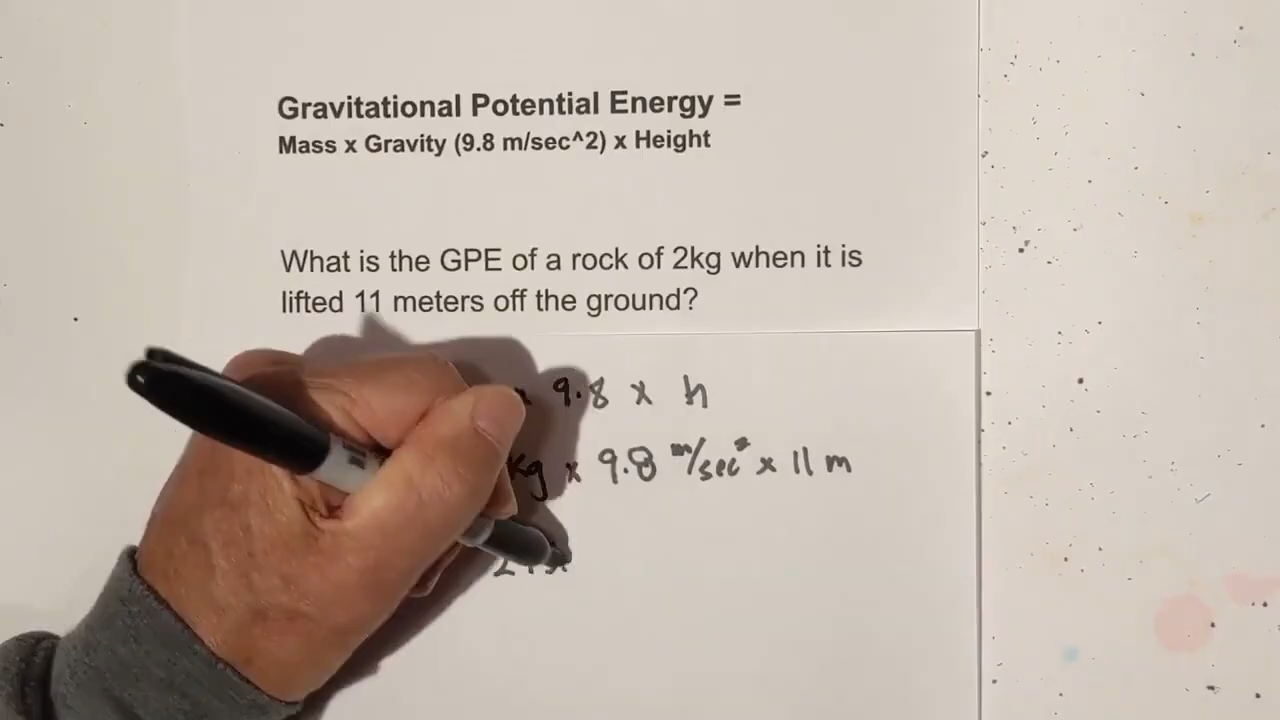 Gravitational Potential Energy =
Mass x Gravity (9.8 m/sec^2) x Height
What is the GPE of a rock of 2kg when it is
lifted 11 meters off the ground?
x 9.8 x h
kg x 9.8 m/sec² x 11 m